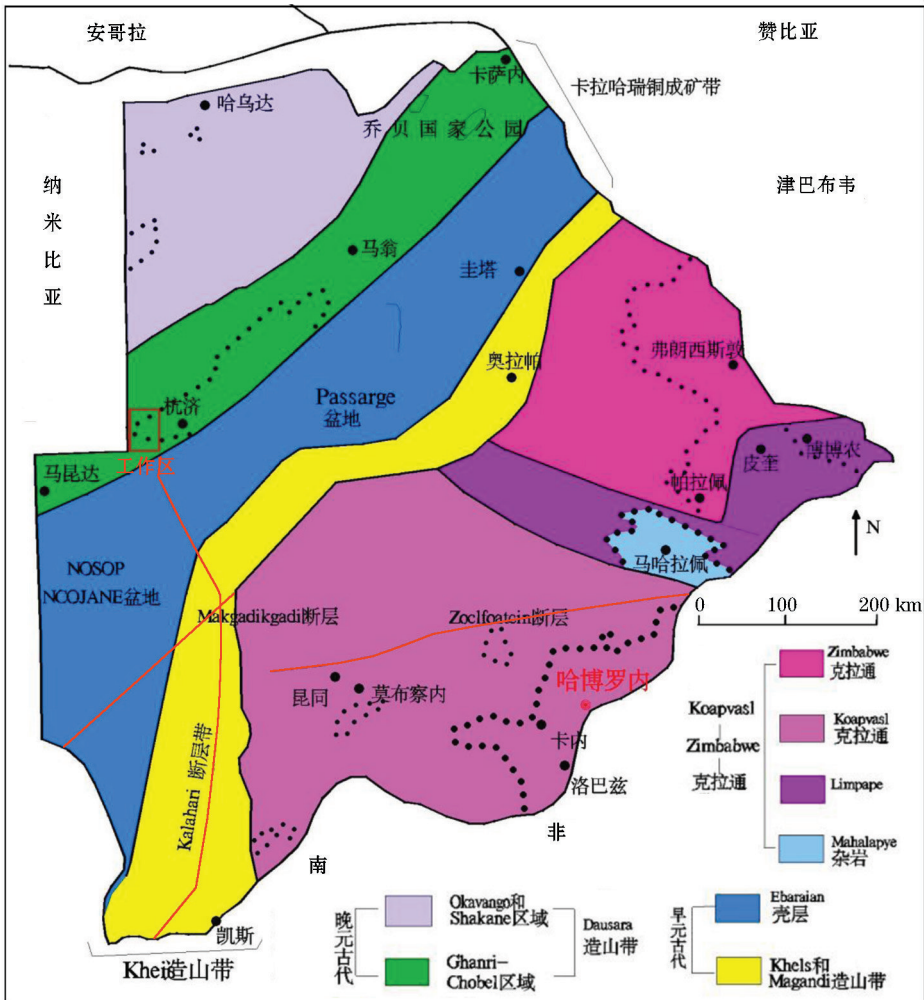 安哥拉
赞比亚
卡萨内
卡拉哈瑞铜成矿带
哈乌达
乔贝国家公园
纳米比亚
津巴布韦
马翁
圭塔
弗朗西斯敦
奥拉帕
Passarge
盆地
杭济
工作区
马昆达
皮奎
博博农
帕拉佩
N
马哈拉佩
NOSOP
NCOJANE盆地
Makgadikgadi断层
Zoclfoatcin断层
0 100 200 km
昆同
莫布察内
哈博罗内
卡内
洛巴兹
Kalahari 断层带
南
非
凯斯
Kheis造山带
Zimbabwe
克拉通
Koapvasl
克拉通
Koapvasl
Zimbabwe
克拉通
Limpape
Mahalapye
杂岩
晚元古代
Okavango和
Shakane区域
Ghanri-
Chobel区域
Dausara
造山带
早元古代
Ebaraian
壳层
Khels和
Magandi造山带